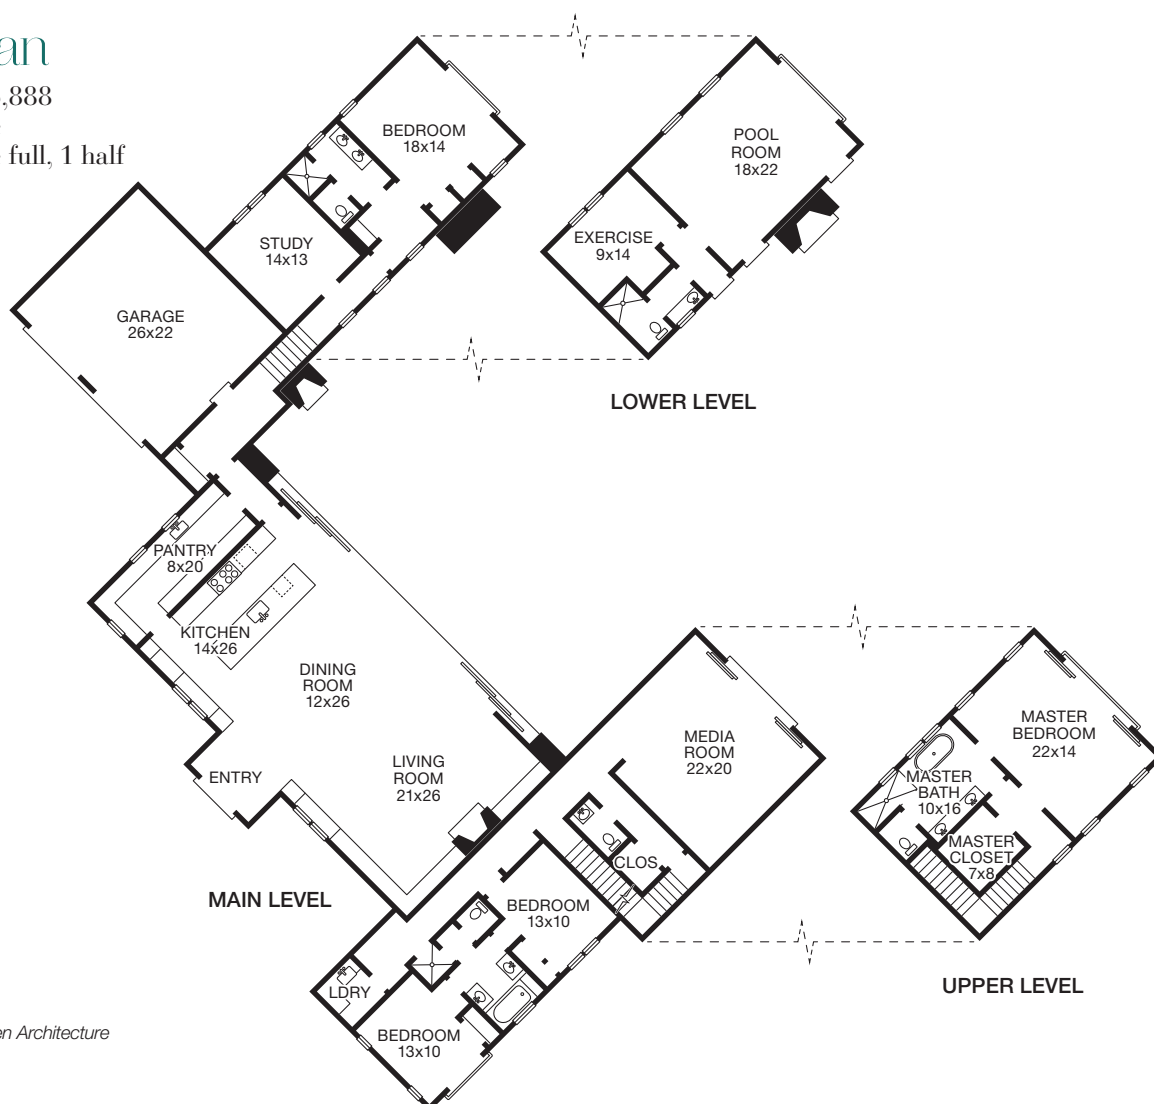 an
,888
full, 1 half
BEDROOM
18x14
POOL
ROOM
18x22
STUDY
14x13
EXERCISE
9x14
GARAGE
26x22
LOWER LEVEL
PANTRY
8x20
KITCHEN
14x26
DINING
ROOM
12x26
ENTRY
LIVING
ROOM
21x26
MEDIA
ROOM
22x20
MASTER
BEDROOM
22x14
MASTER
BATH
10x16
MASTER
CLOSET
7x8
CLOS
MAIN LEVEL
BEDROOM
13x10
LDRY
BEDROOM
13x10
UPPER LEVEL
en Architecture